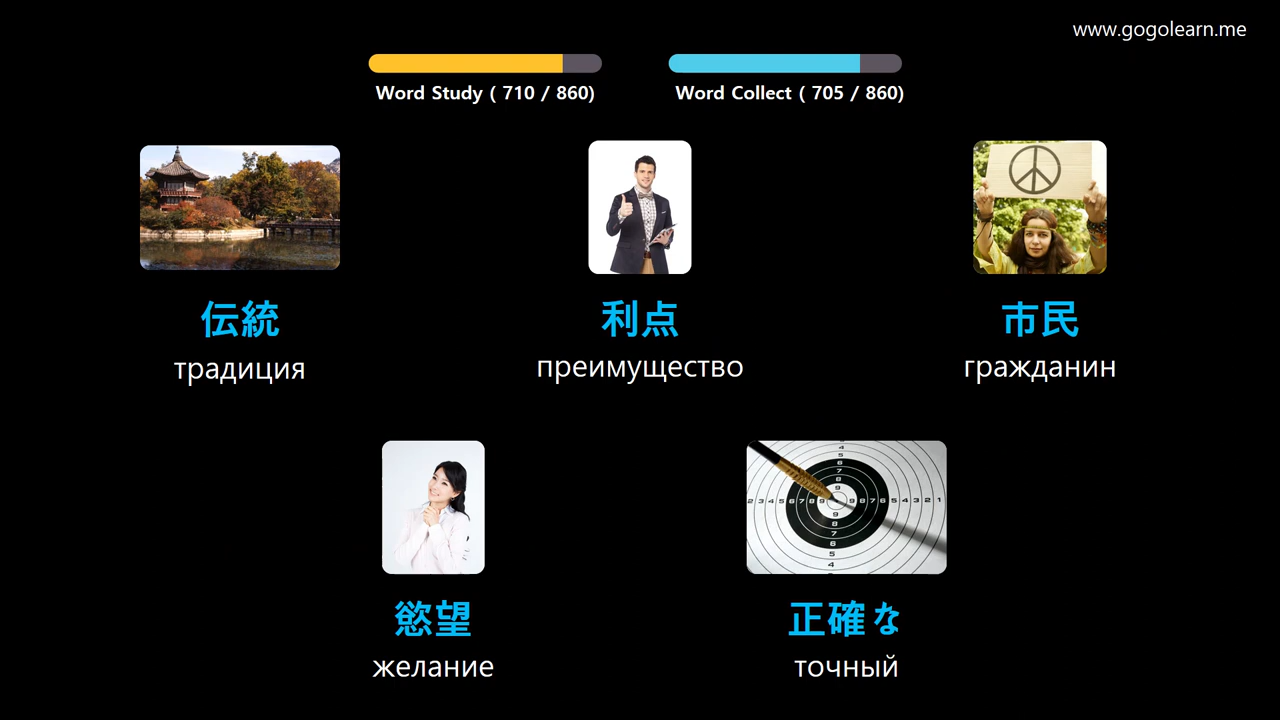 www.gogolearn.me
Word Study ( 710 / 860)
Word Collect ( 705 / 860)
伝統
традиция
利点
преимущество
市民
гражданин
慾望
желание
正確な
точный